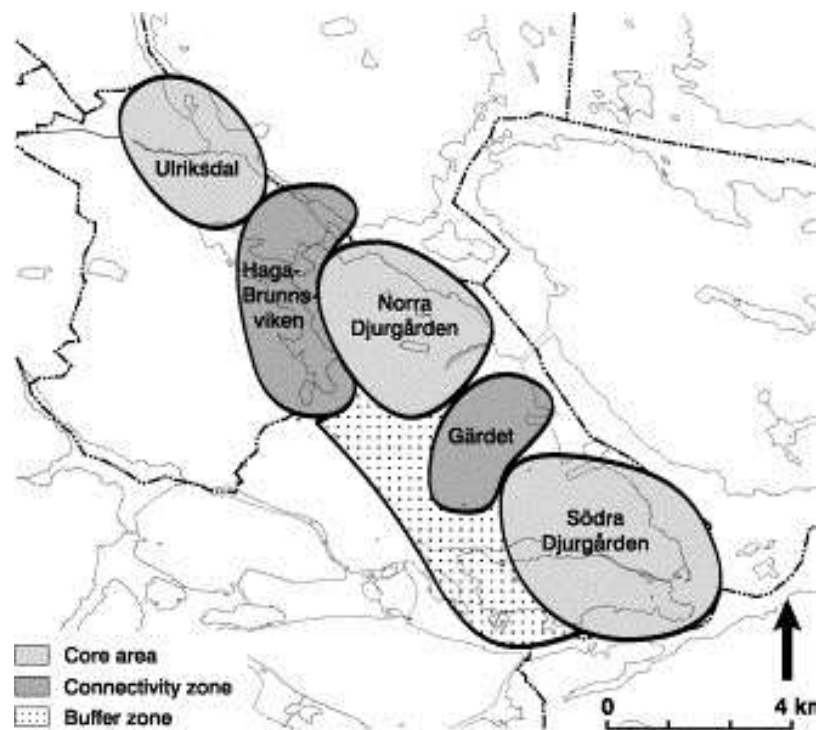 Ulriksdal
Haga-
Brunns-
viken
Norra
Djurgården
Gärdet
Södra
Djurgården
Core area
Connectivity zone
Buffer zone
0
4 km